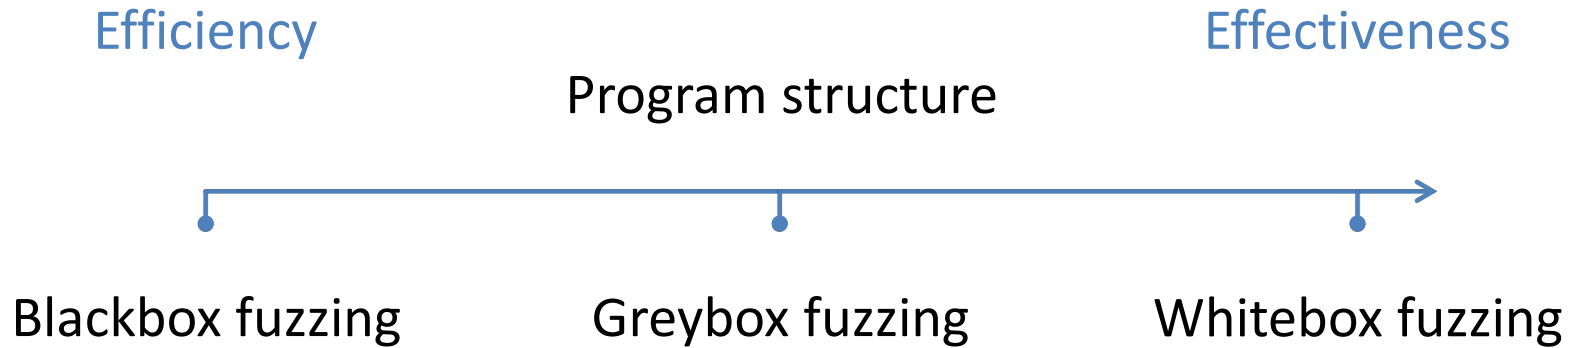 Efficiency
Effectiveness
Program structure
Blackbox fuzzing
Greybox fuzzing
Whitebox fuzzing